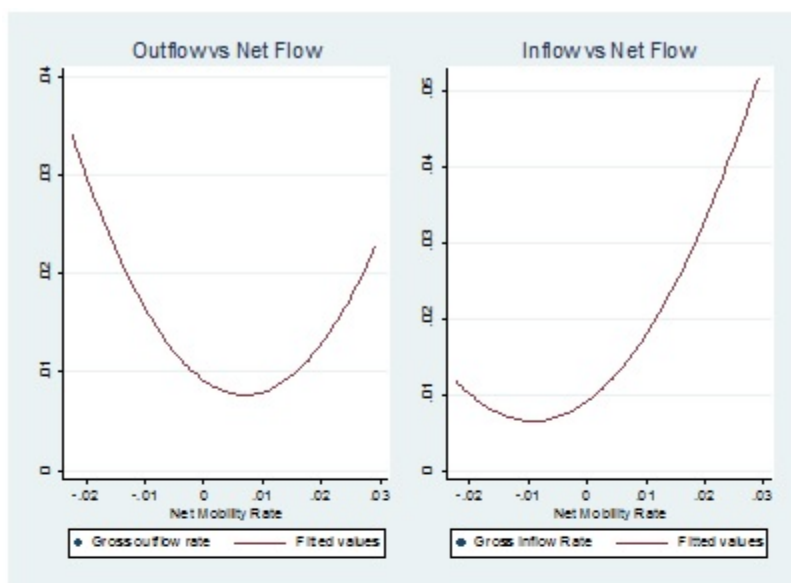 Outflow vs Net Flow
.04
.03
.02
.01
0
-.02 -.01 0 .01 .02 .03
Net Mobility Rate
Gross outflow rate Fitted values
Inflow vs Net Flow
.05
.04
.03
.02
.01
0
-.02 -.01 0 .01 .02 .03
Net Mobility Rate
Gross Inflow Rate Fitted values